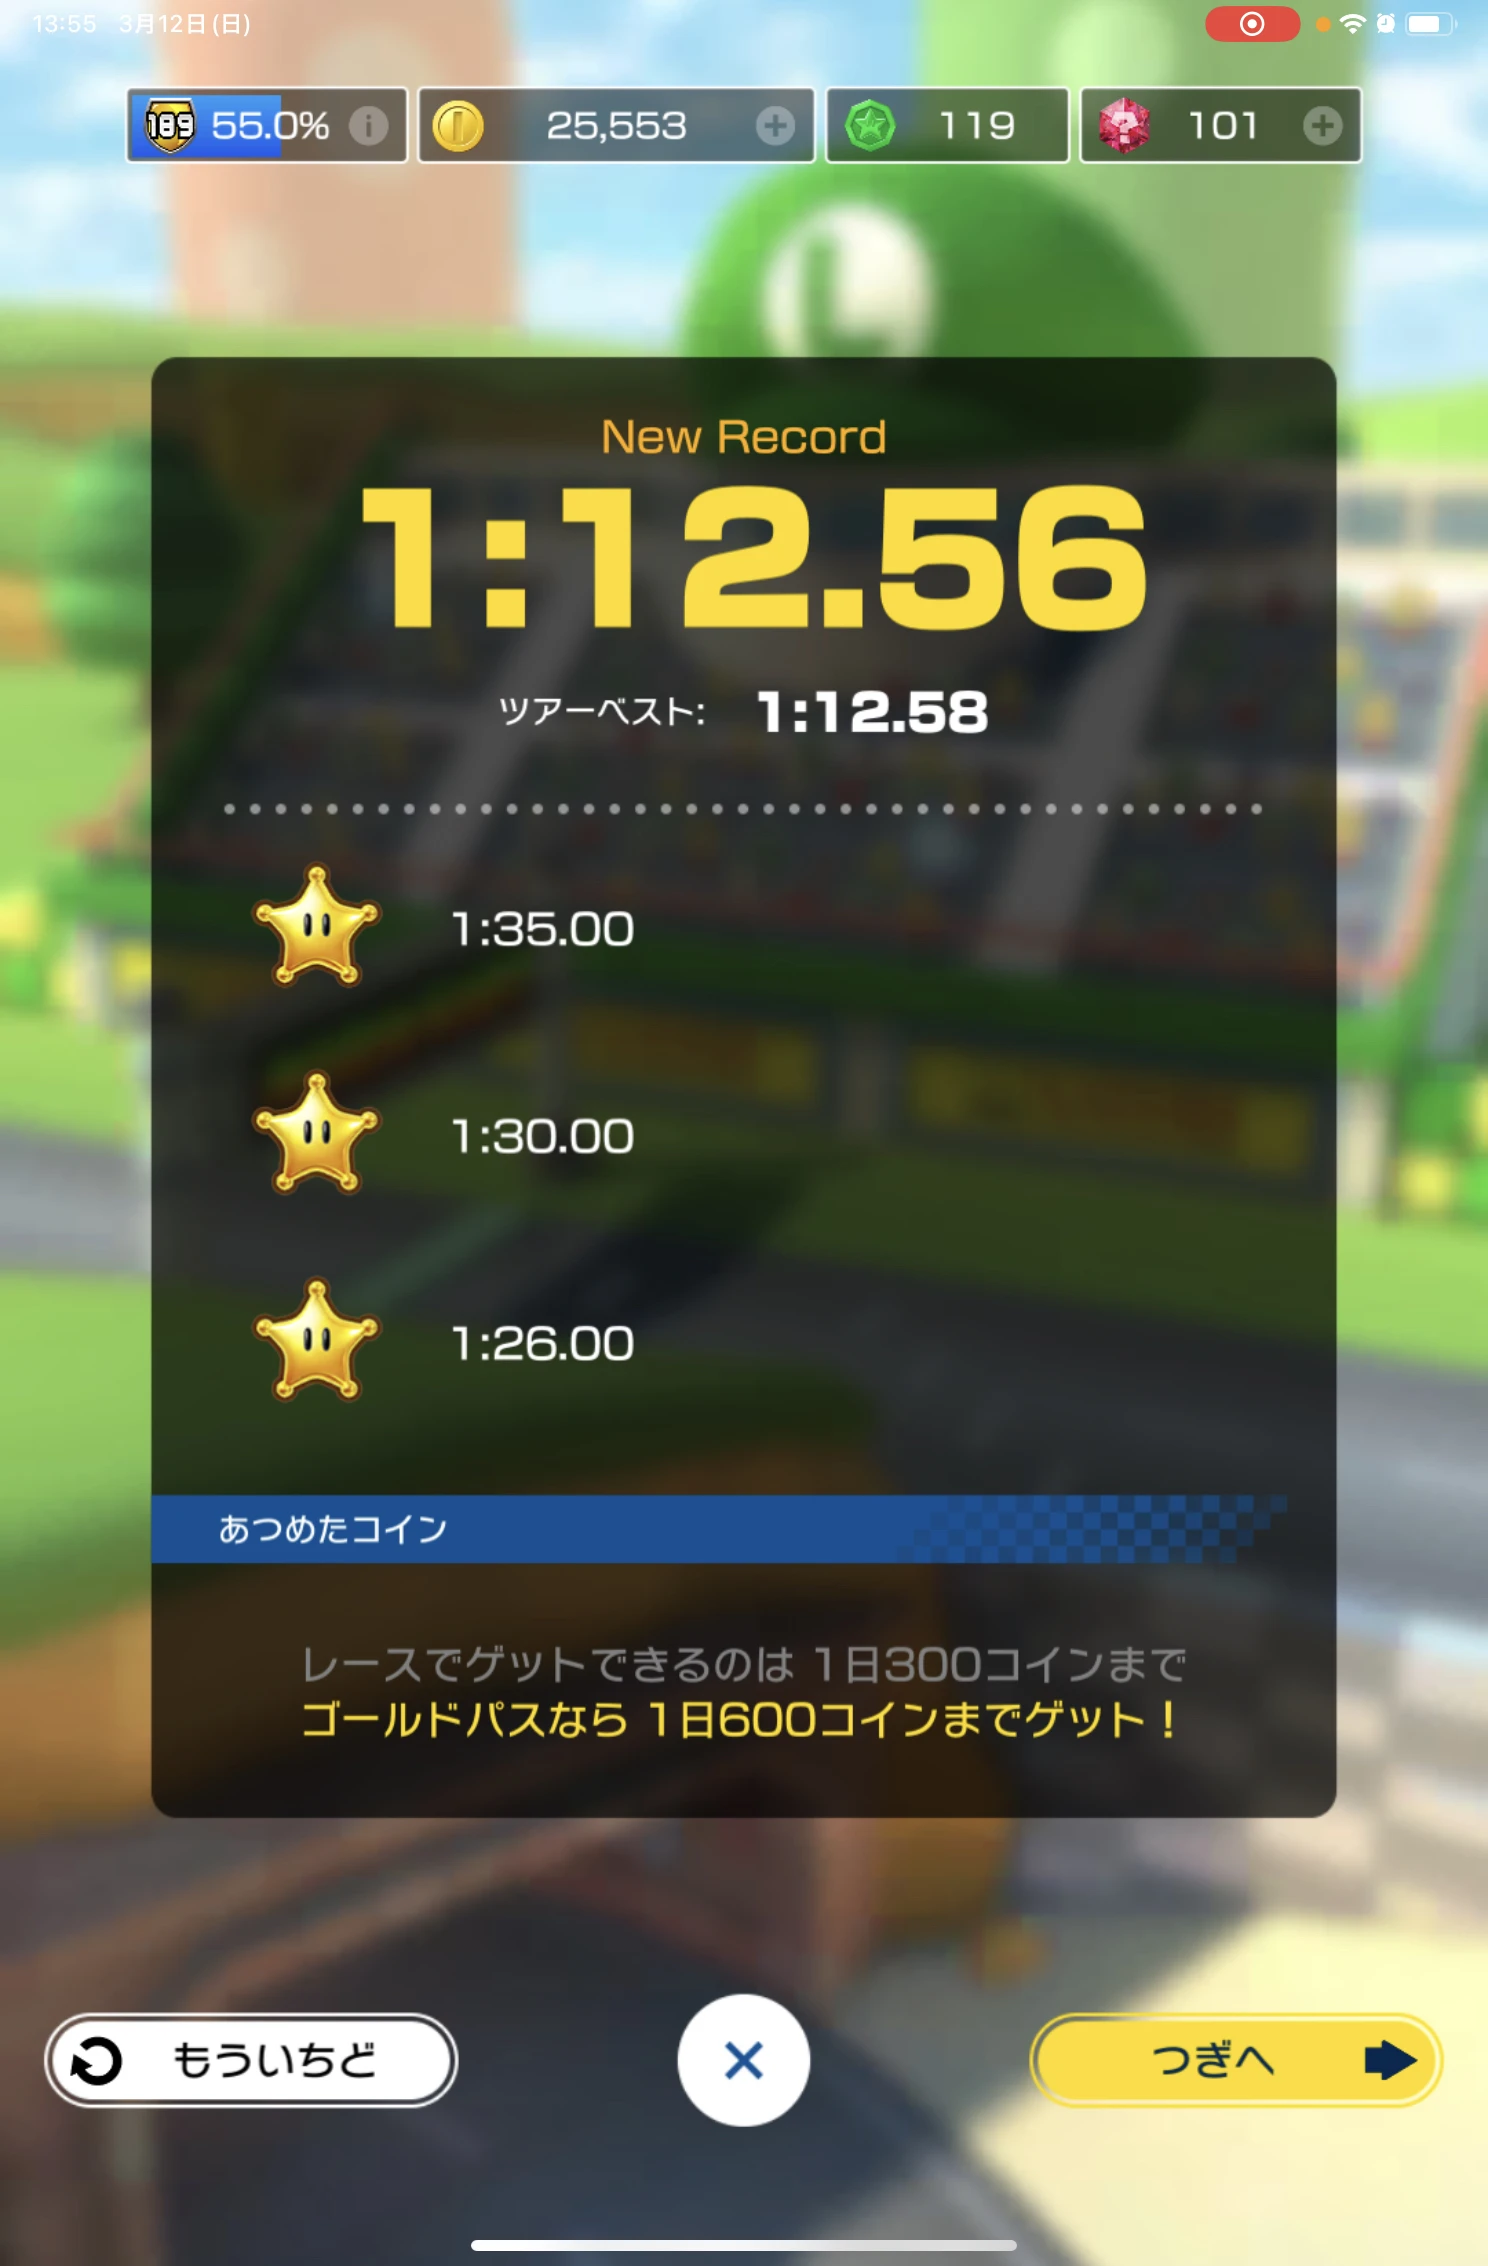 13:55 3月12日(日)
189 55.0% i 25,553 119 101
L
New Record
1:12.56
ツアーベスト: 1:12.58
1:35.00
1:30.00
1:26.00
あつめたコイン
レースでゲットできるのは 1日300コインまで
ゴールドパスなら 1日600コインまでゲット！
もういちど
つぎへ